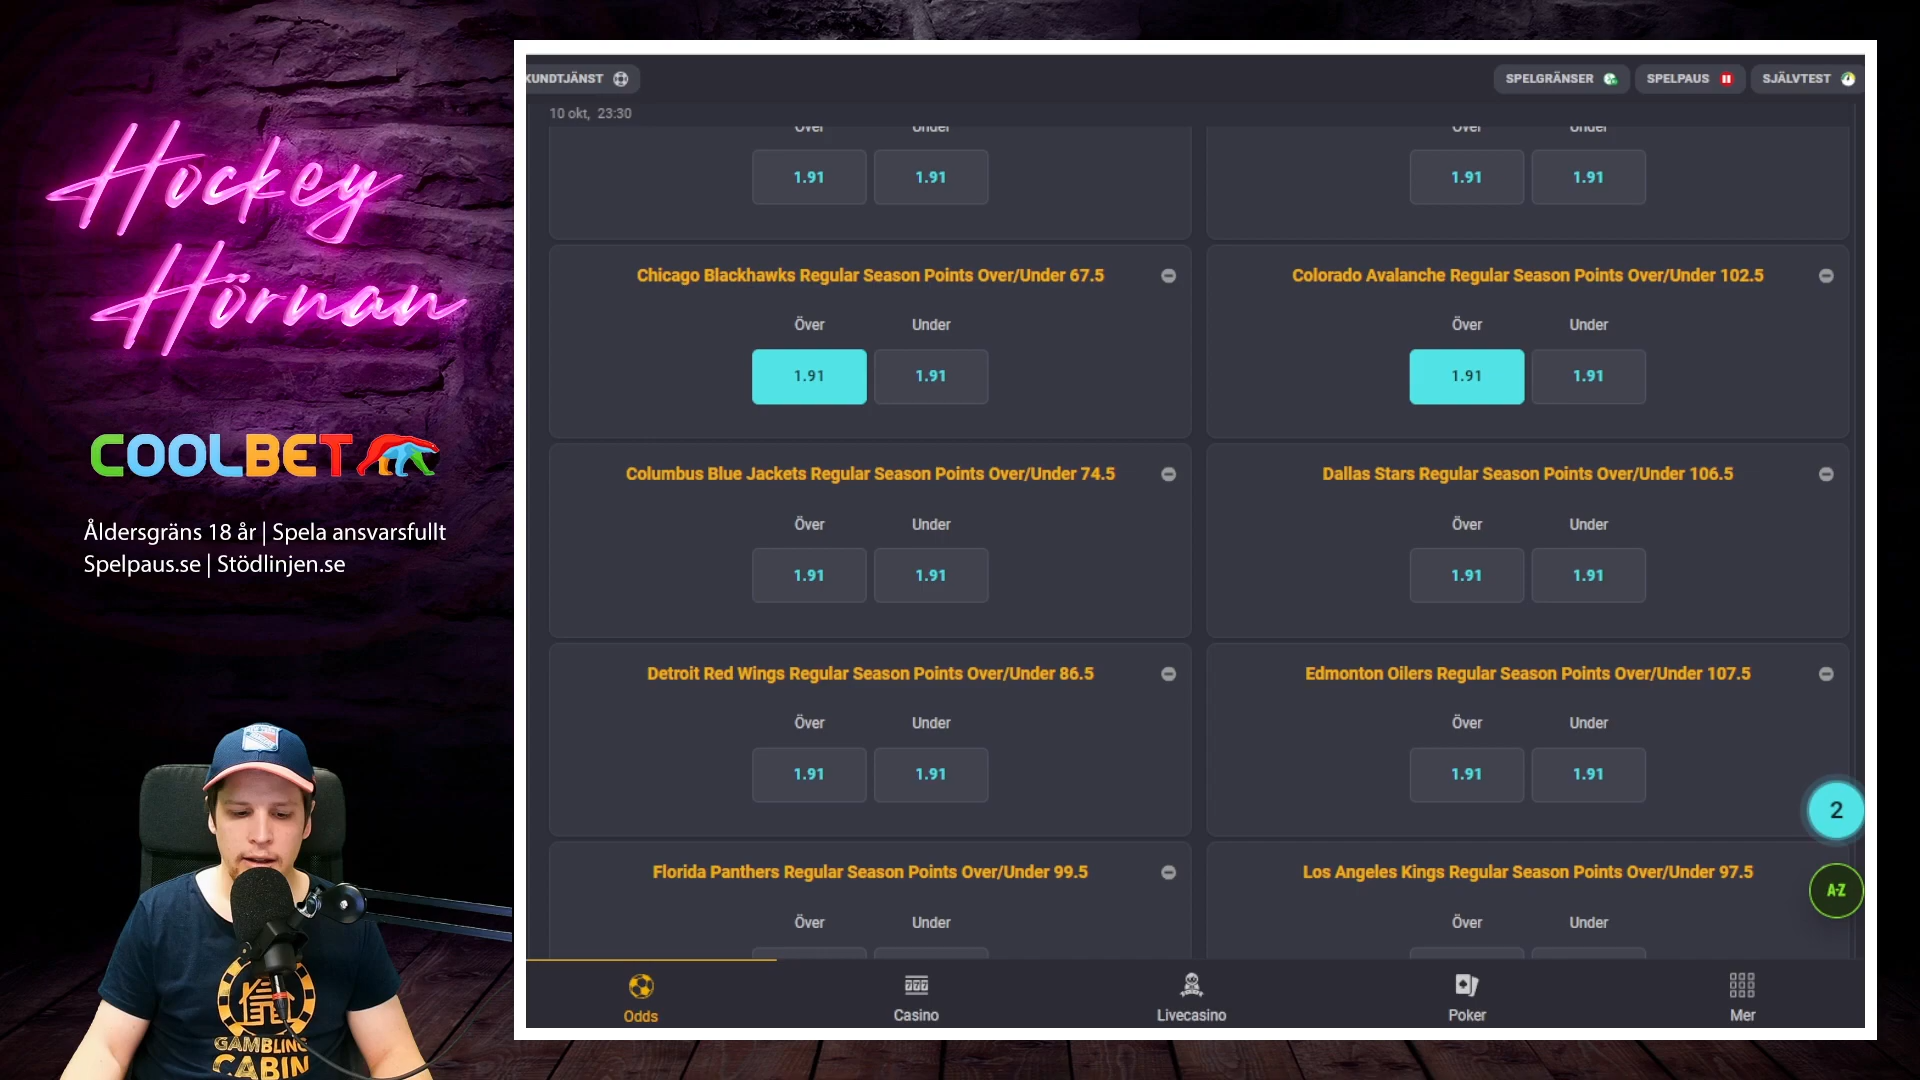 Hockey
Hörnan
COOLBET
Åldersgräns 18 år | Spela ansvarsfullt
Spelpaus.se | Stödlinjen.se
GAMBLING
CABIN
KUNDTJÄNST
SPELGRÄNSER
SPELPAUS
SJÄLVTEST
10 okt, 23:30
Över Under
1.91 1.91
Över Under
1.91 1.91
Chicago Blackhawks Regular Season Points Over/Under 67.5
Över Under
1.91 1.91
Colorado Avalanche Regular Season Points Over/Under 102.5
Över Under
1.91 1.91
Columbus Blue Jackets Regular Season Points Over/Under 74.5
Över Under
1.91 1.91
Dallas Stars Regular Season Points Over/Under 106.5
Över Under
1.91 1.91
Detroit Red Wings Regular Season Points Over/Under 86.5
Över Under
1.91 1.91
Edmonton Oilers Regular Season Points Over/Under 107.5
Över Under
1.91 1.91
2
Florida Panthers Regular Season Points Over/Under 99.5
Över Under
Los Angeles Kings Regular Season Points Over/Under 97.5
Över Under
A-Z
Odds
777
Casino
Livecasino
Poker
Mer